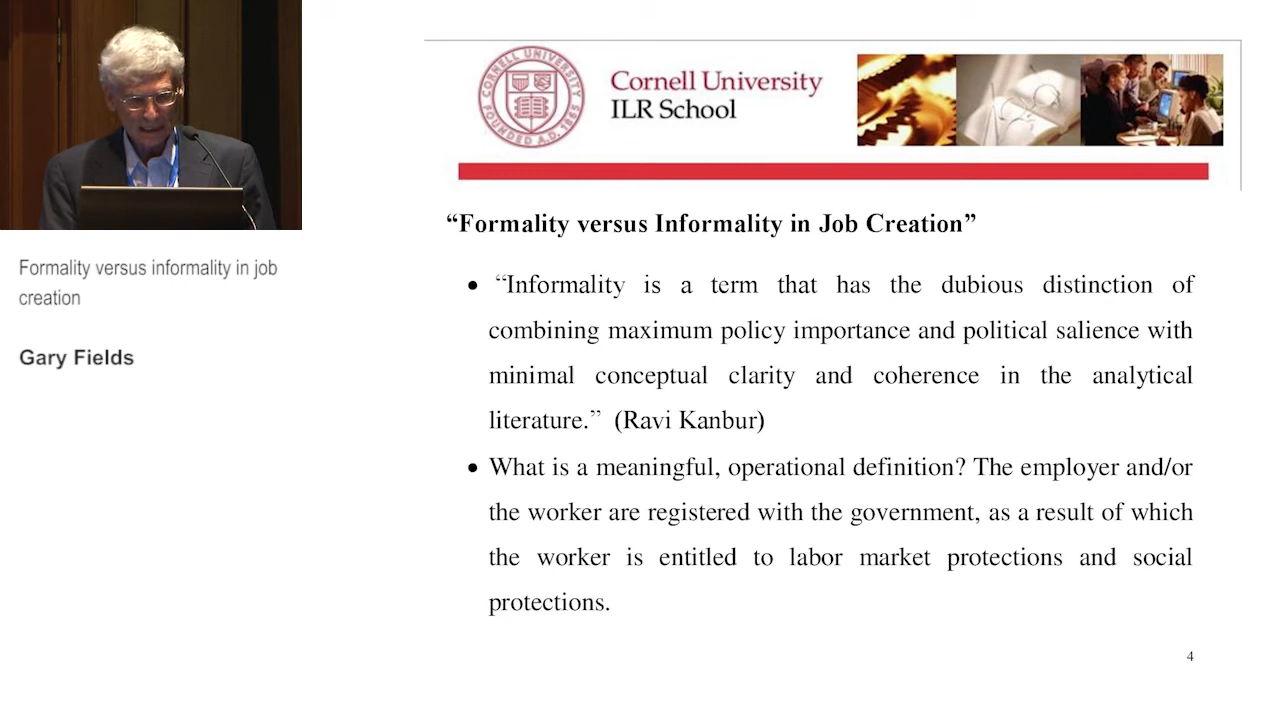 CORNELL UNIVERSITY
FOUNDED A.D. 1865
Cornell University
ILR School
Formality versus informality in job
creation
Gary Fields
“Formality versus Informality in Job Creation”
• “Informality is a term that has the dubious distinction of
combining maximum policy importance and political salience with
minimal conceptual clarity and coherence in the analytical
literature.” (Ravi Kanbur)
• What is a meaningful, operational definition? The employer and/or
the worker are registered with the government, as a result of which
the worker is entitled to labor market protections and social
protections.
4